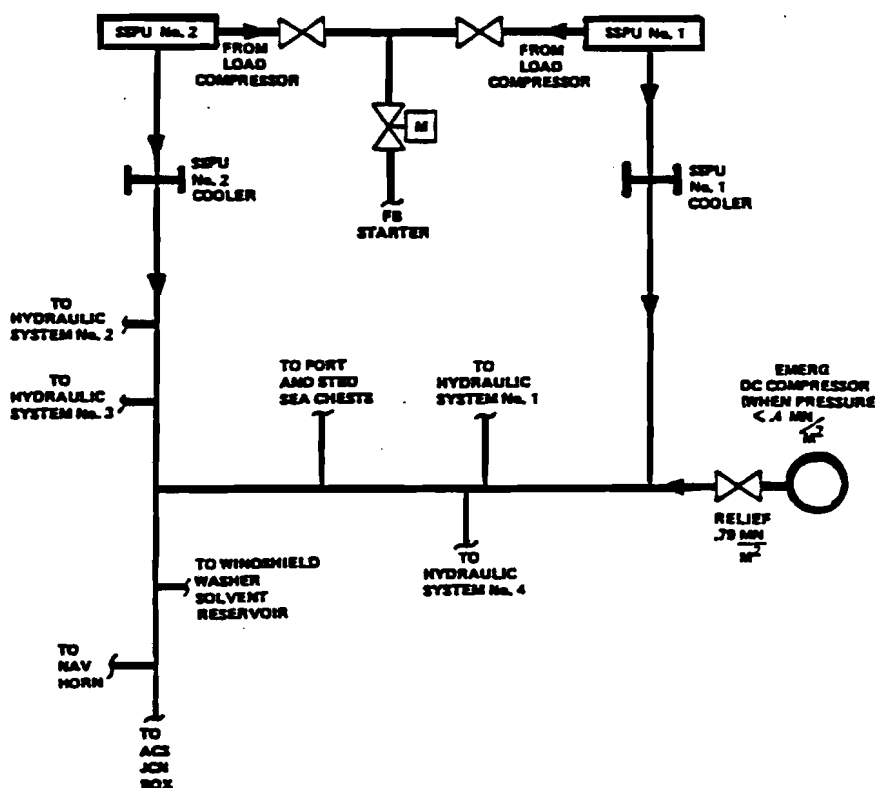 SSPU No. 2
FROM
LOAD
COMPRESSOR
FROM
LOAD
COMPRESSOR
SSPU No. 1
M
SSPU
No. 2
COOLER
FB
STARTER
SSPU
No. 1
COOLER
TO
HYDRAULIC
SYSTEM No. 2
TO
HYDRAULIC
SYSTEM No. 3
TO PORT
AND STBD
SEA CHESTS
TO
HYDRAULIC
SYSTEM No. 1
EMERG
DC COMPRESSOR
(WHEN PRESSURE
< .4 MN/M²
RELIEF
.79 MN/M²
TO
HYDRAULIC
SYSTEM No. 4
TO WINDSHIELD
WASHER
SOLVENT
RESERVOIR
TO
NAV
HORN
TO
ACS
JCN
BOX